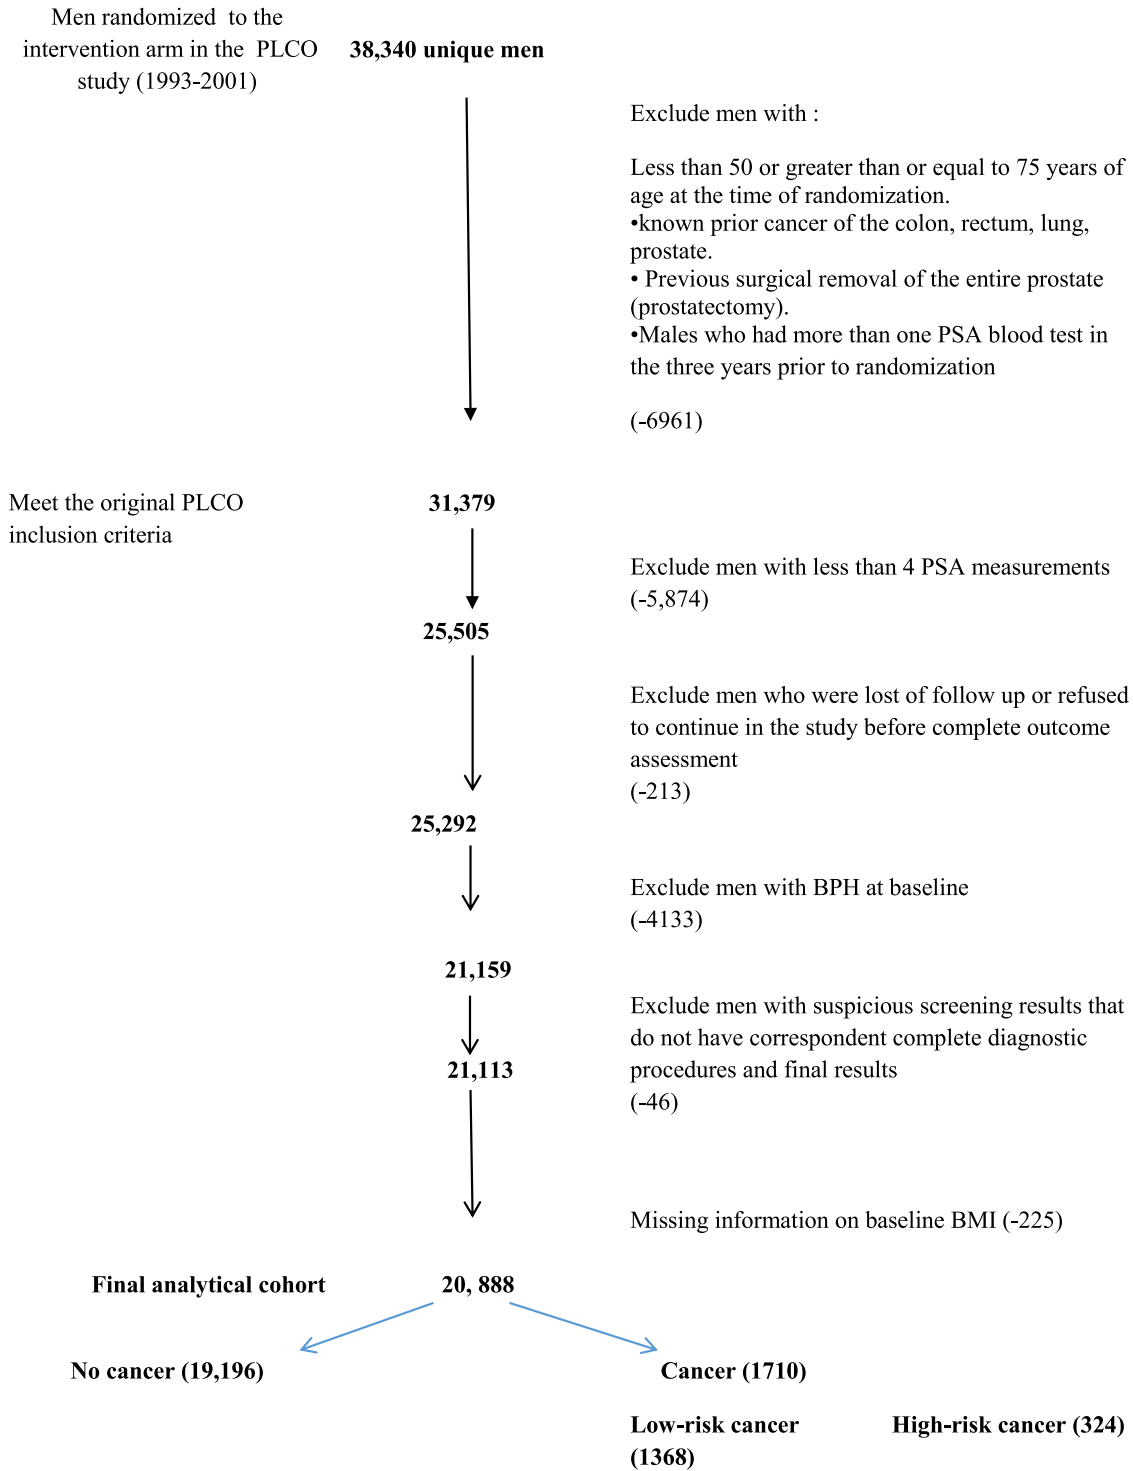 Men randomized  to the
intervention arm in the  PLCO
study (1993-2001)
38,340 unique men
Exclude men with :
Less than 50 or greater than or equal to 75 years of
age at the time of randomization.
•known prior cancer of the colon, rectum, lung,
prostate.
• Previous surgical removal of the entire prostate
(prostatectomy).
•Males who had more than one PSA blood test in
the three years prior to randomization
(-6961)
Meet the original PLCO
inclusion criteria
31,379
Exclude men with less than 4 PSA measurements
(-5,874)
25,505
Exclude men who were lost of follow up or refused
to continue in the study before complete outcome
assessment
(-213)
25,292
Exclude men with BPH at baseline
(-4133)
21,159
Exclude men with suspicious screening results that
do not have correspondent complete diagnostic
procedures and final results
(-46)
21,113
Missing information on baseline BMI (-225)
Final analytical cohort
20, 888
No cancer (19,196)
Cancer (1710)
Low-risk cancer
(1368)
High-risk cancer (324)